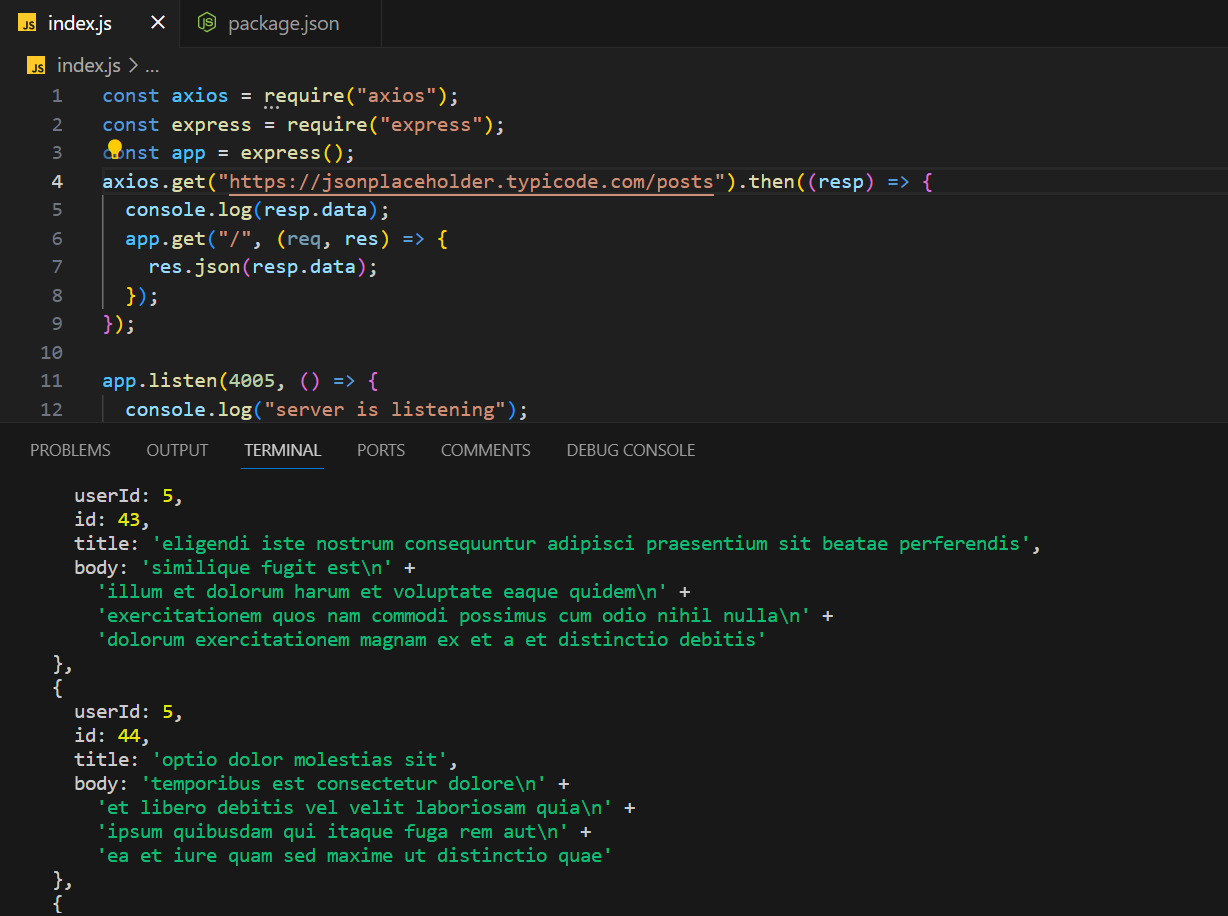 JS index.js × package.json
JS index.js > ...
1 const axios = require("axios");
2 const express = require("express");
3 const app = express();
4 axios.get("https://jsonplaceholder.typicode.com/posts").then((resp) => {
5 console.log(resp.data);
6 app.get("/", (req, res) => {
7 res.json(resp.data);
8 });
9 });
10
11 app.listen(4005, () => {
12 console.log("server is listening");
PROBLEMS OUTPUT TERMINAL PORTS COMMENTS DEBUG CONSOLE
userId: 5,
id: 43,
title: 'eligendi iste nostrum consequuntur adipisci praesentium sit beatae perferendis',
body: 'similique fugit est\n' +
'illum et dolorum harum et voluptate eaque quidem\n' +
'exercitationem quos nam commodi possimus cum odio nihil nulla\n' +
'dolorum exercitationem magnam ex et a et distinctio debitis'
},
{
userId: 5,
id: 44,
title: 'optio dolor molestias sit',
body: 'temporibus est consectetur dolore\n' +
'et libero debitis vel velit laboriosam quia\n' +
'ipsum quibusdam qui itaque fuga rem aut\n' +
'ea et iure quam sed maxime ut distinctio quae'
},
{